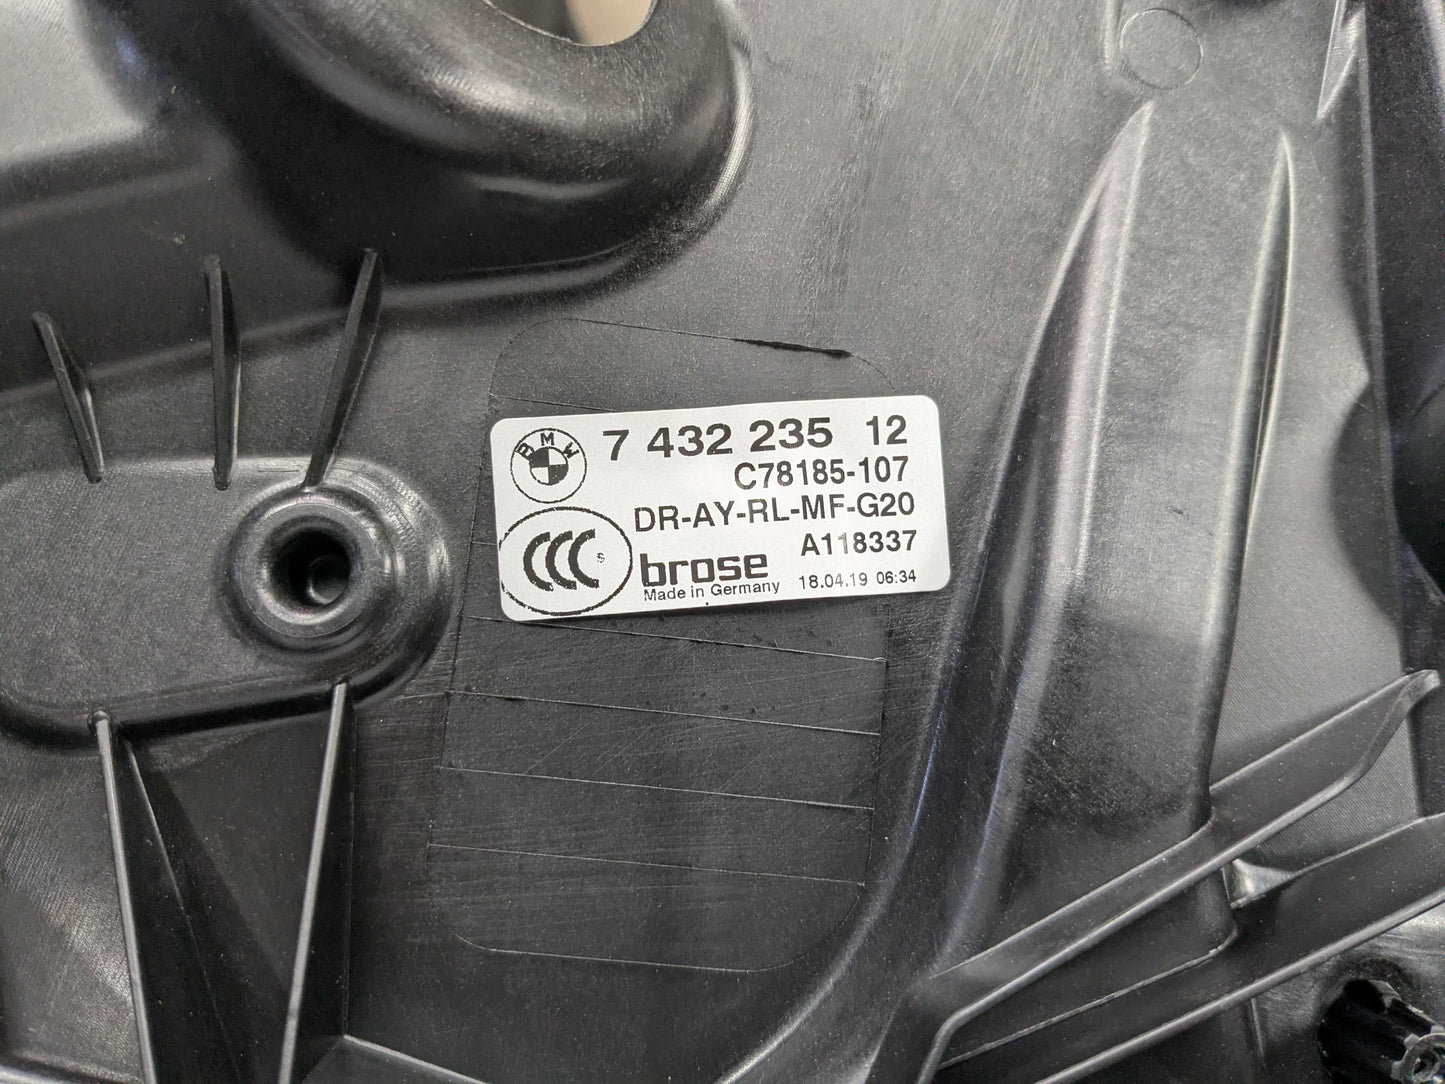 BMW 7 432 235 12
C78185-107
DR-AY-RL-MF-G20
CCC S A118337
brose 18.04.19 06:34
Made in Germany